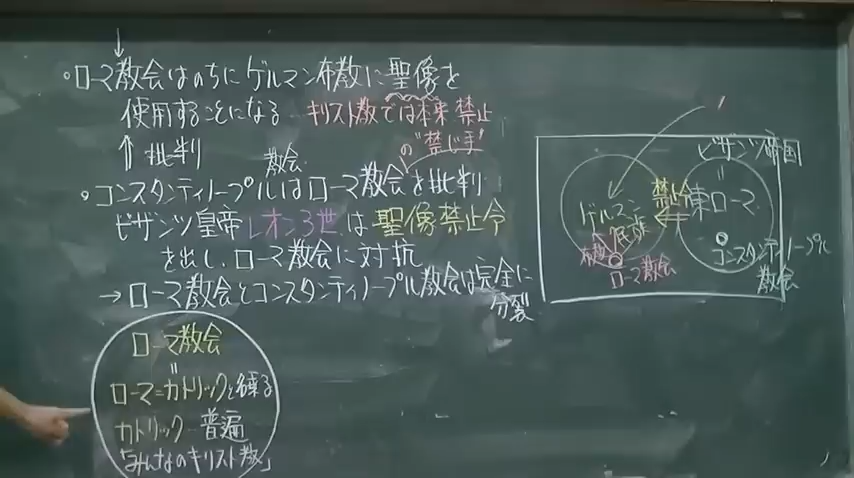 ・ローマ教会はのちにゲルマン布教に聖像を
使用することになる キリスト教では本来禁止
の"禁じ手"
↑批判
教会
・コンスタンティノープルはローマ教会を批判
ビザンツ皇帝レオン3世は聖像禁止令
を出し、ローマ教会に対抗
→ローマ教会とコンスタンティノープル教会は完全に
分裂
ローマ教会
〃
ローマ=カトリックと
カトリック…普遍
「みんなのキリスト教」
ビザンツ帝国
〃
東ローマ
禁止令
ゲルマン
民族
布教
ローマ教会
コンスタンティノープル
教会